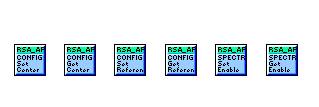 RSA_AF RSA_AF RSA_AF RSA_AF RSA_AF RSA_AF
CONFIG CONFIG CONFIG CONFIG SPECTR SPECTR
Set Get Set Get Set Get
Center Center Referen Referen Enable Enable